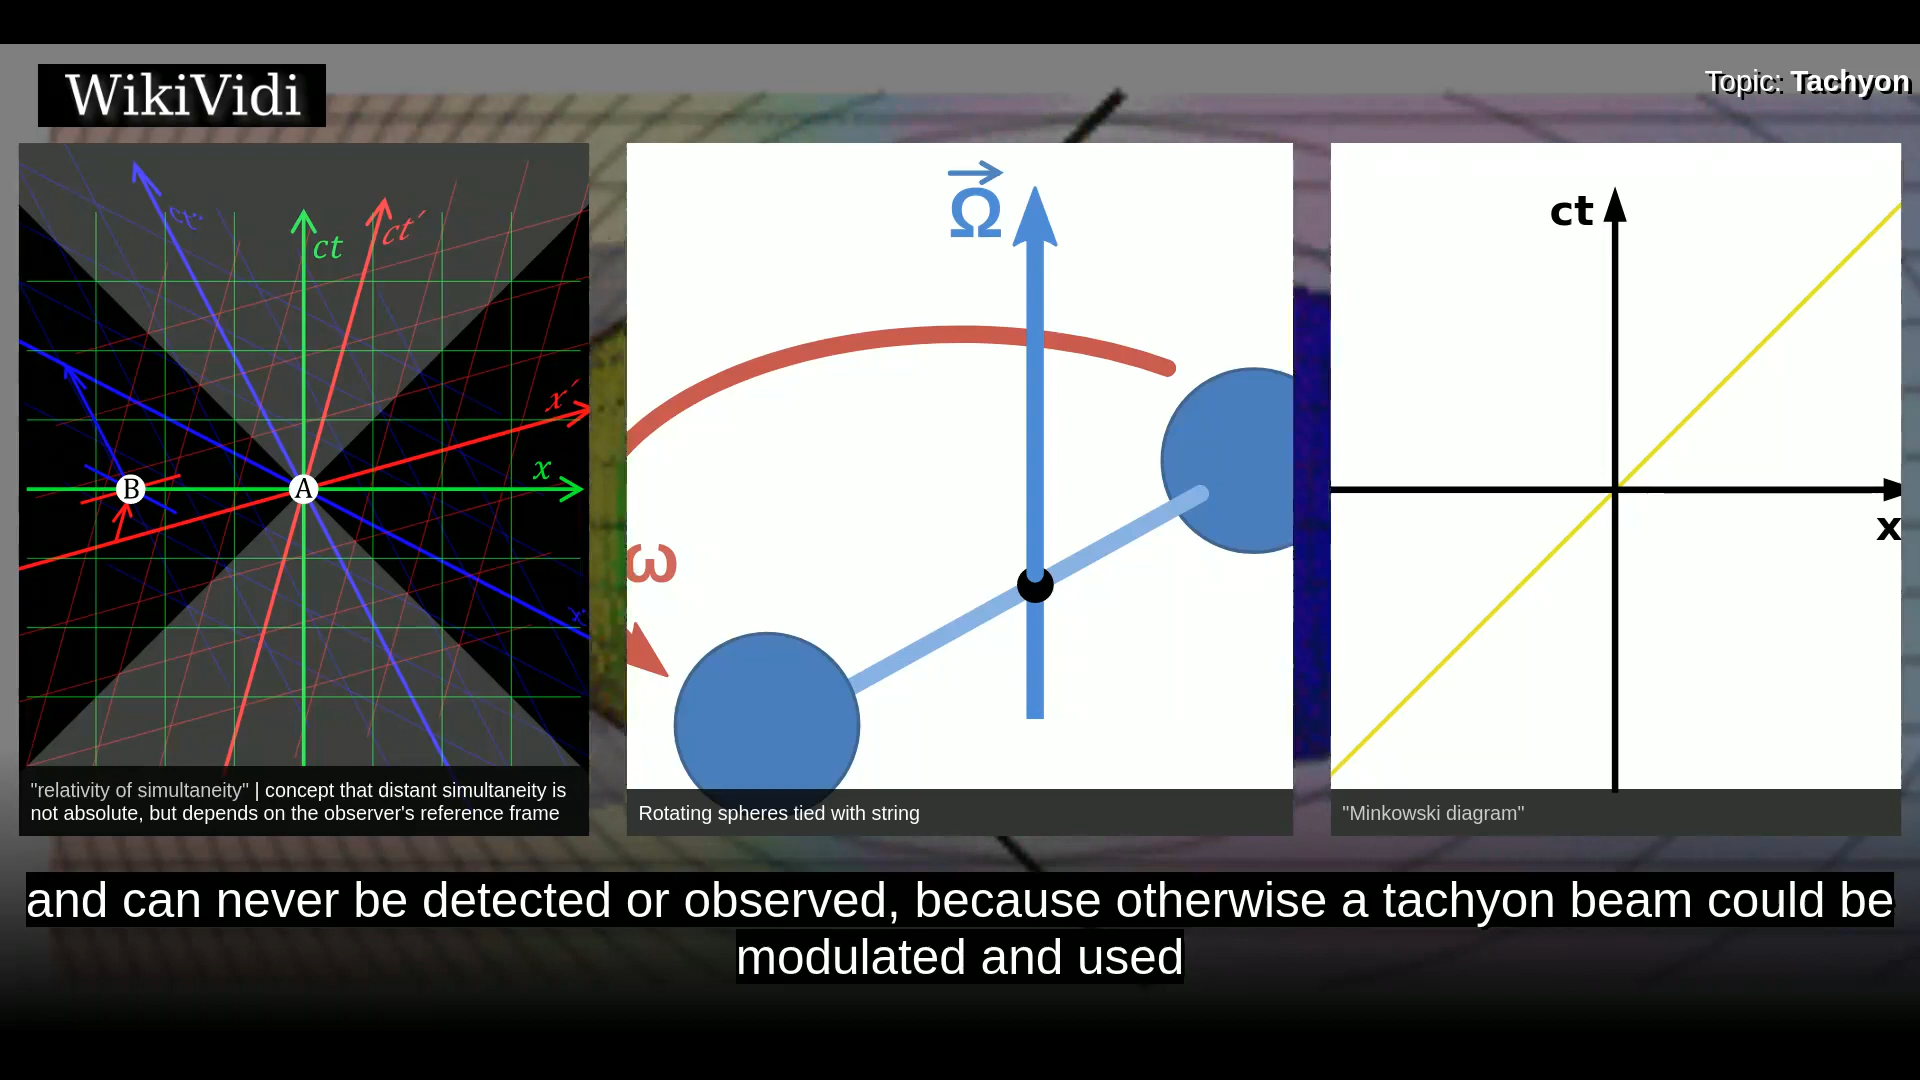 WikiVidi
Topic: Tachyon
ct'
ct
ct'
x'
x
B
A
x'
"relativity of simultaneity" | concept that distant simultaneity is
not absolute, but depends on the observer's reference frame
Ω
ω
Rotating spheres tied with string
ct
x
"Minkowski diagram"
and can never be detected or observed, because otherwise a tachyon beam could be
modulated and used